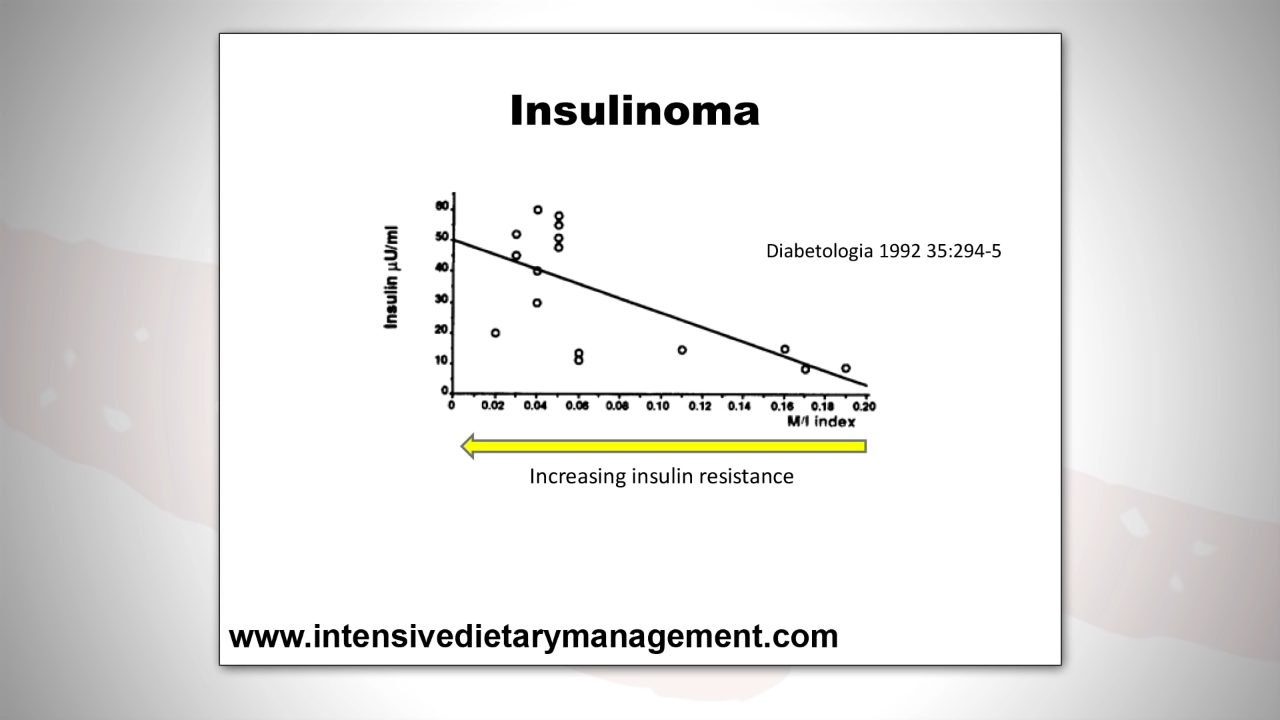 Insulinoma
Insulin µU/ml
60
50
40
30
20
10
0
0 0.02 0.04 0.06 0.08 0.10 0.12 0.14 0.16 0.18 0.20
M/I index
Diabetologia 1992 35:294-5
Increasing insulin resistance
www.intensivedietarymanagement.com